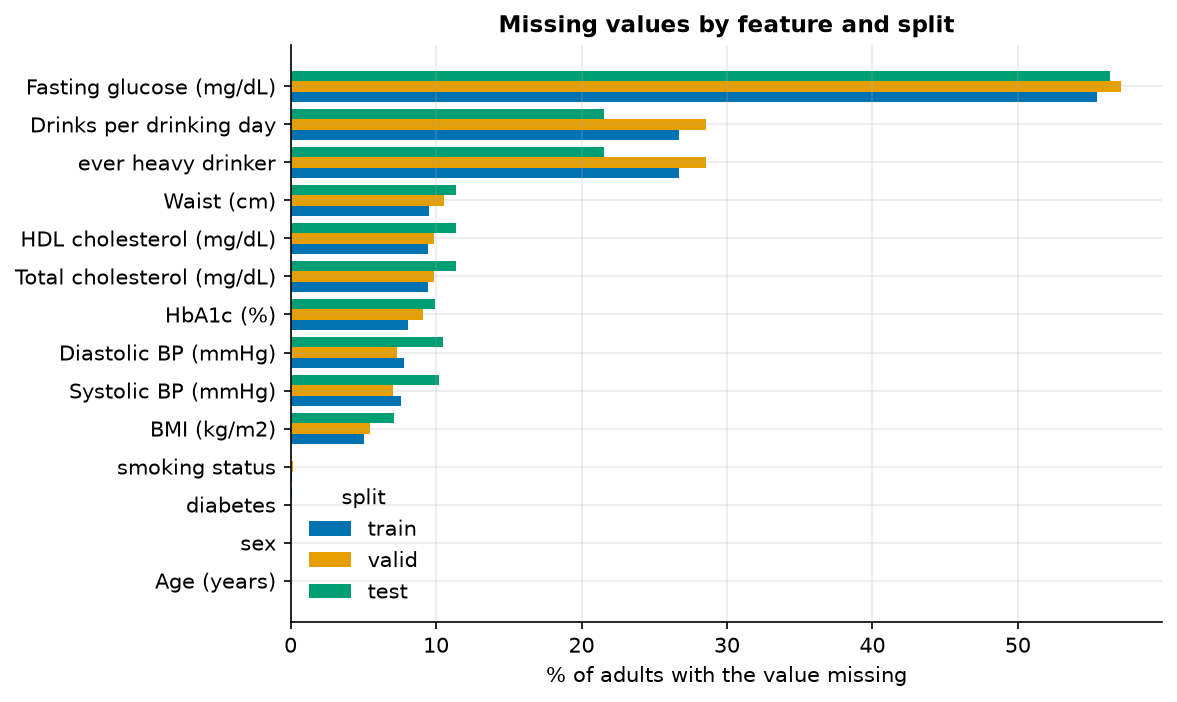 Missing values by feature and split
Fasting glucose (mg/dL)
Drinks per drinking day
ever heavy drinker
Waist (cm)
HDL cholesterol (mg/dL)
Total cholesterol (mg/dL)
HbA1c (%)
Diastolic BP (mmHg)
Systolic BP (mmHg)
BMI (kg/m2)
smoking status
diabetes
sex
Age (years)
split
train
valid
test
0 10 20 30 40 50
% of adults with the value missing